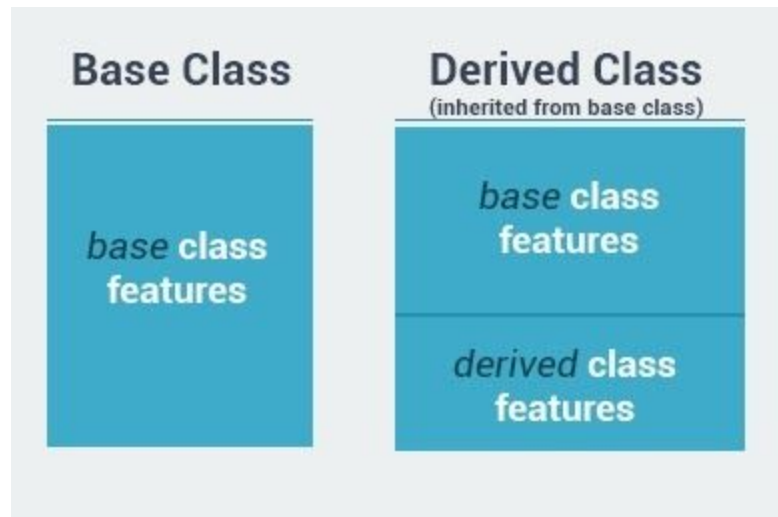 Base Class
base class
features
Derived Class
(inherited from base class)
base class
features
derived class
features